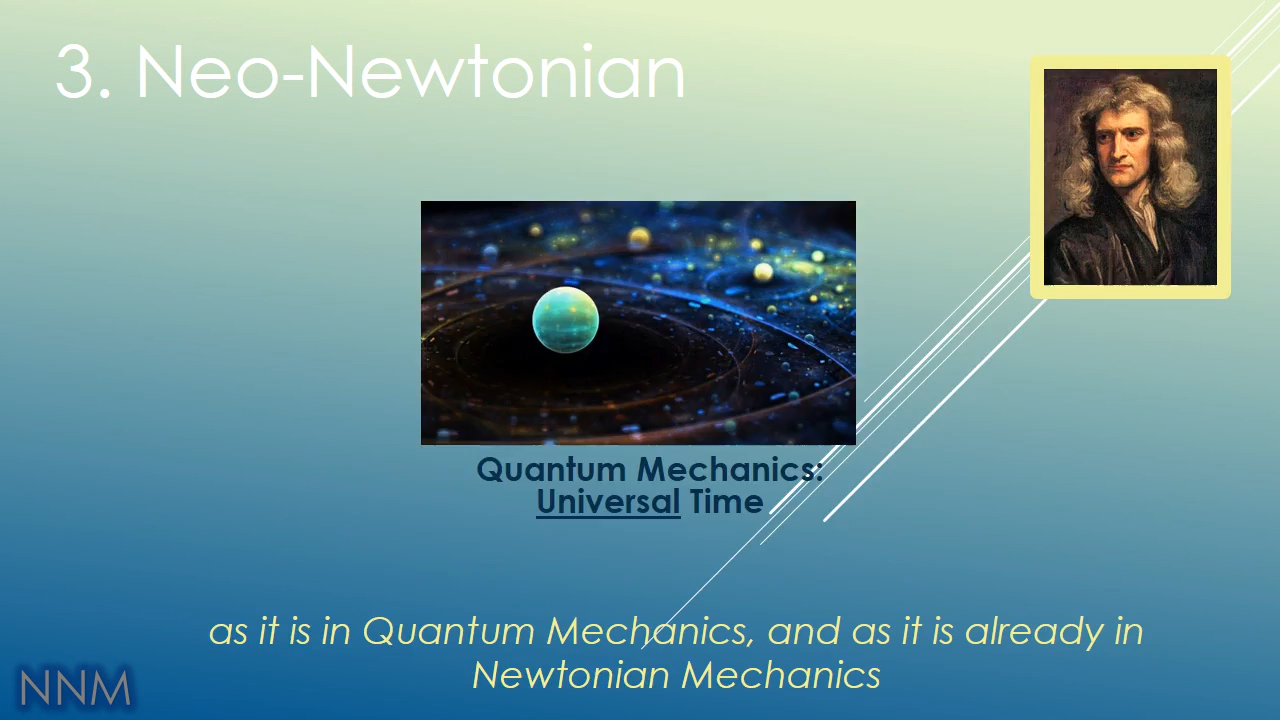 3. Neo-Newtonian
Quantum Mechanics:
Universal Time
as it is in Quantum Mechanics, and as it is already in
Newtonian Mechanics
NNM